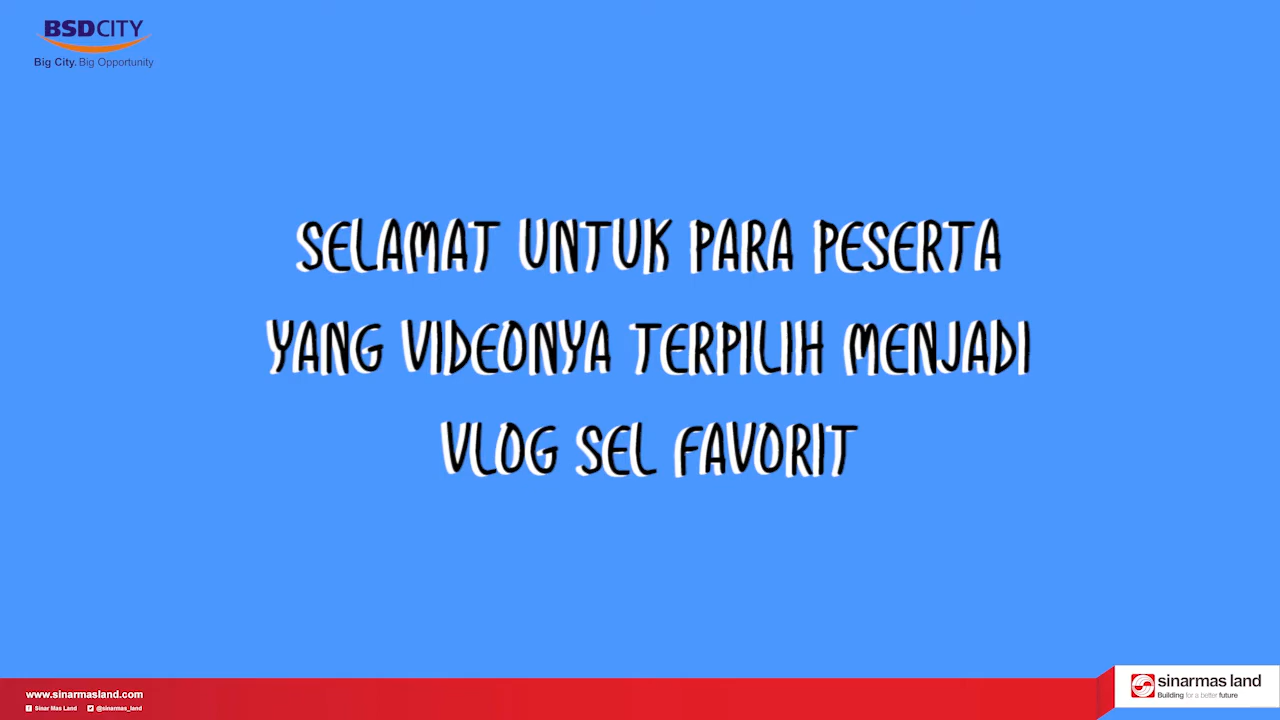 BSDCITY
Big City. Big Opportunity
SELAMAT UNTUK PARA PESERTA
YANG VIDEONYA TERPILIH MENJADI
VLOG SEL FAVORIT
www.sinarmasland.com
Sinar Mas Land @sinarmas_land
sinarmas land
Building for a better future